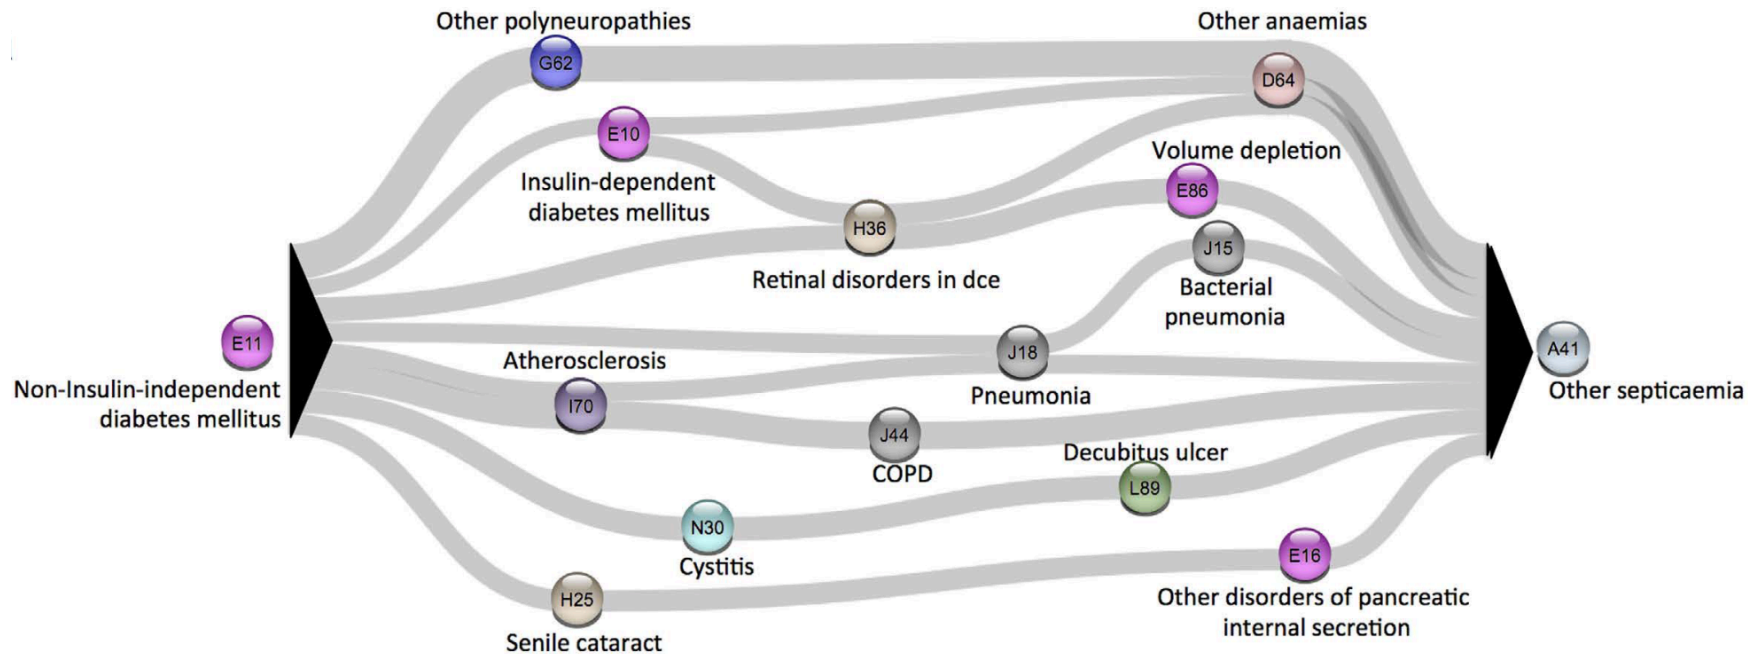 Other polyneuropathies
Other anaemias
G62
D64
E10
Volume depletion
Insulin-dependent
diabetes mellitus
E86
H36
J15
Retinal disorders in dce
Bacterial
pneumonia
E11
Non-Insulin-independent
diabetes mellitus
Atherosclerosis
J18
Pneumonia
A41
Other septicaemia
I70
J44
COPD
Decubitus ulcer
L89
N30
Cystitis
E16
H25
Senile cataract
Other disorders of pancreatic
internal secretion